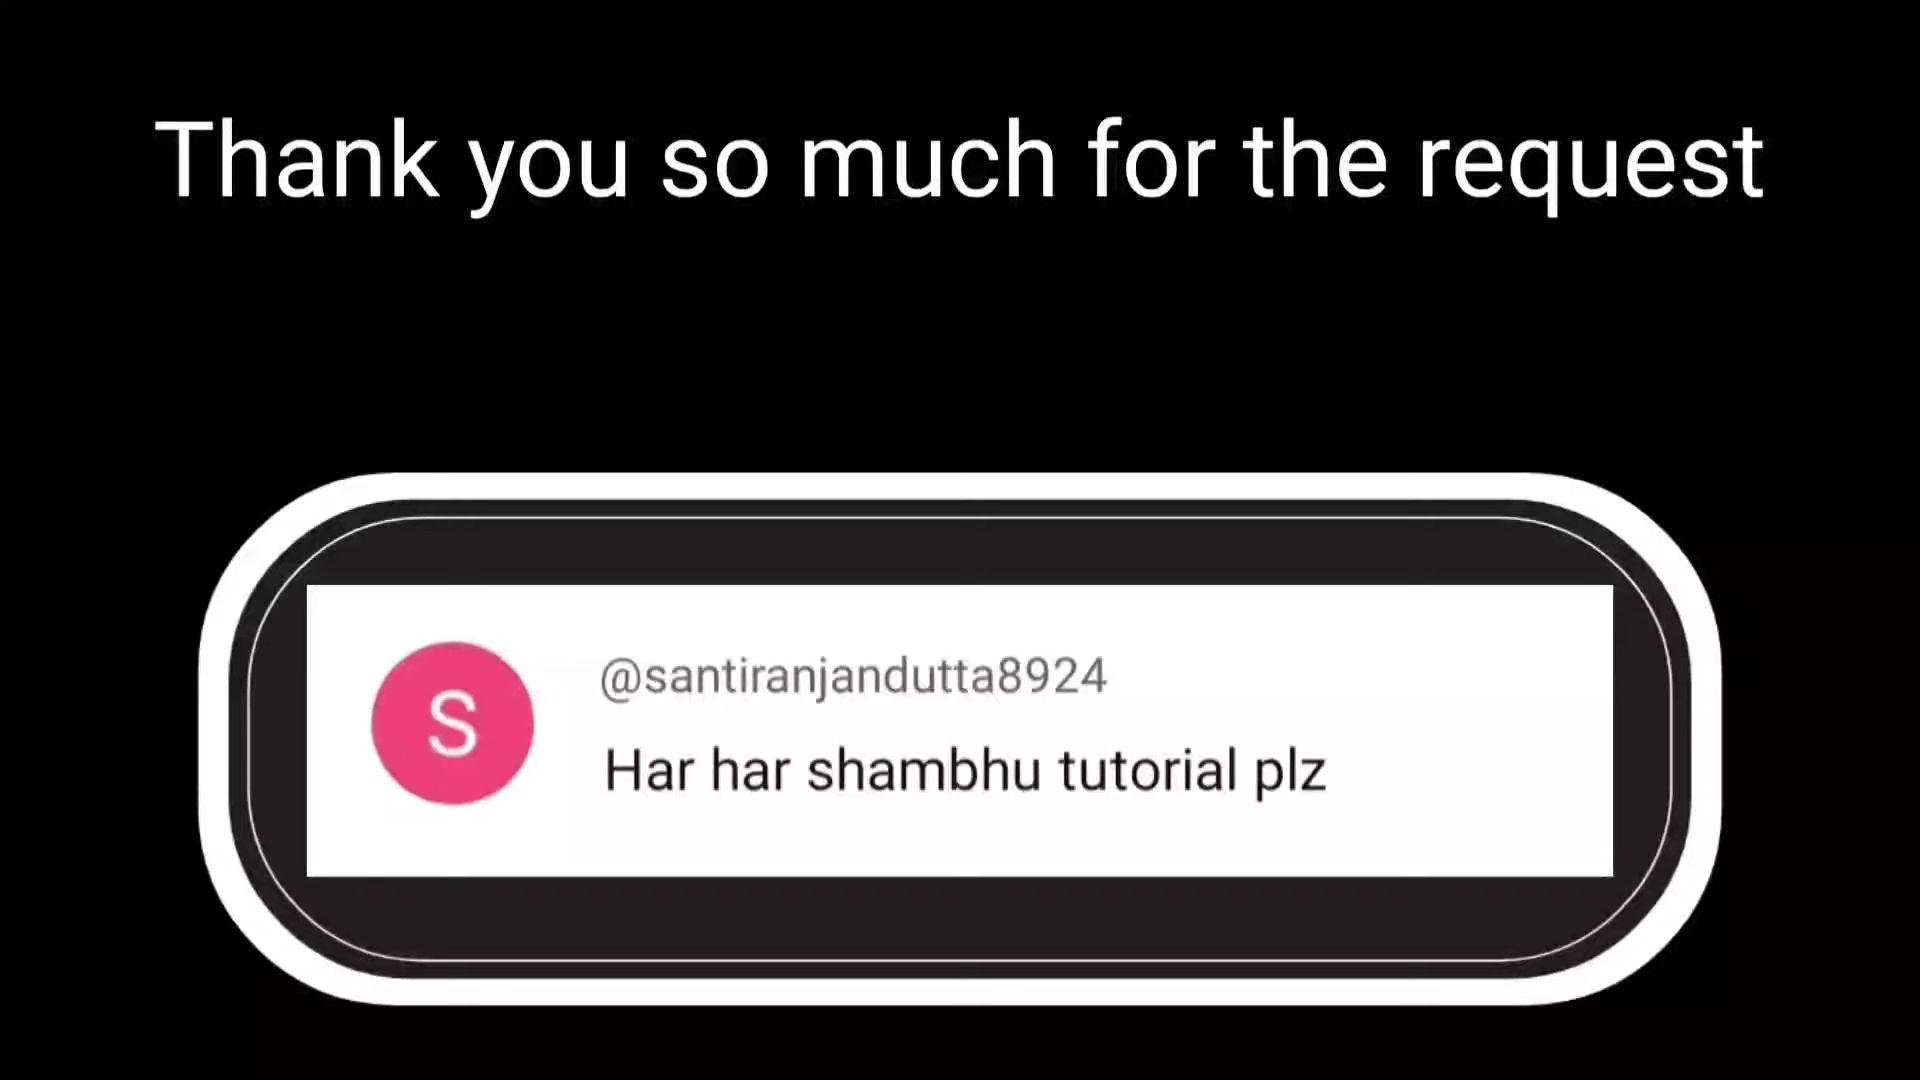 Thank you so much for the request
S
@santiranjandutta8924
Har har shambhu tutorial plz